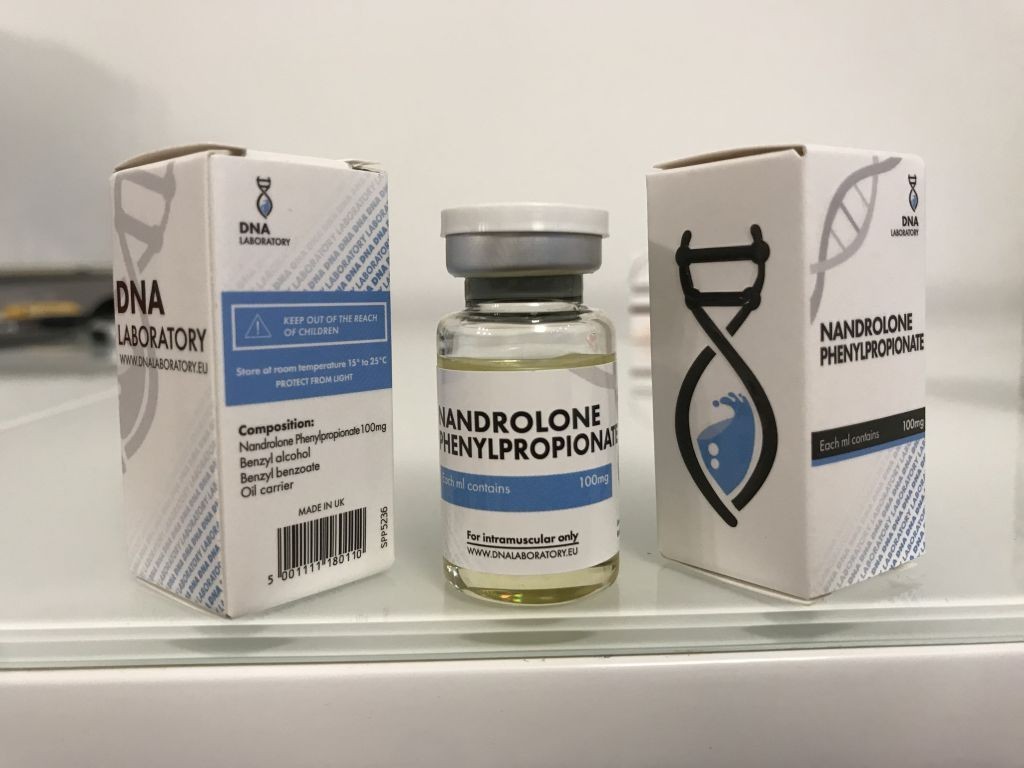 DNA
LABORATORY
DNA
LABORATORY
WWW.DNALABORATORY.EU
KEEP OUT OF THE REACH
OF CHILDREN
Store at room temperature 15° to 25°C
PROTECT FROM LIGHT
Composition:
Nandrolone Phenylpropionate 100mg
Benzyl alcohol
Benzyl benzoate
Oil carrier
MADE IN UK
5 001111 180110
SPP5236
NANDROLONE
PHENYLPROPIONATE
Each ml contains 100mg
For intramuscular only
WWW.DNALABORATORY.EU
DNA
LABORATORY
NANDROLONE
PHENYLPROPIONATE
Each ml contains 100mg